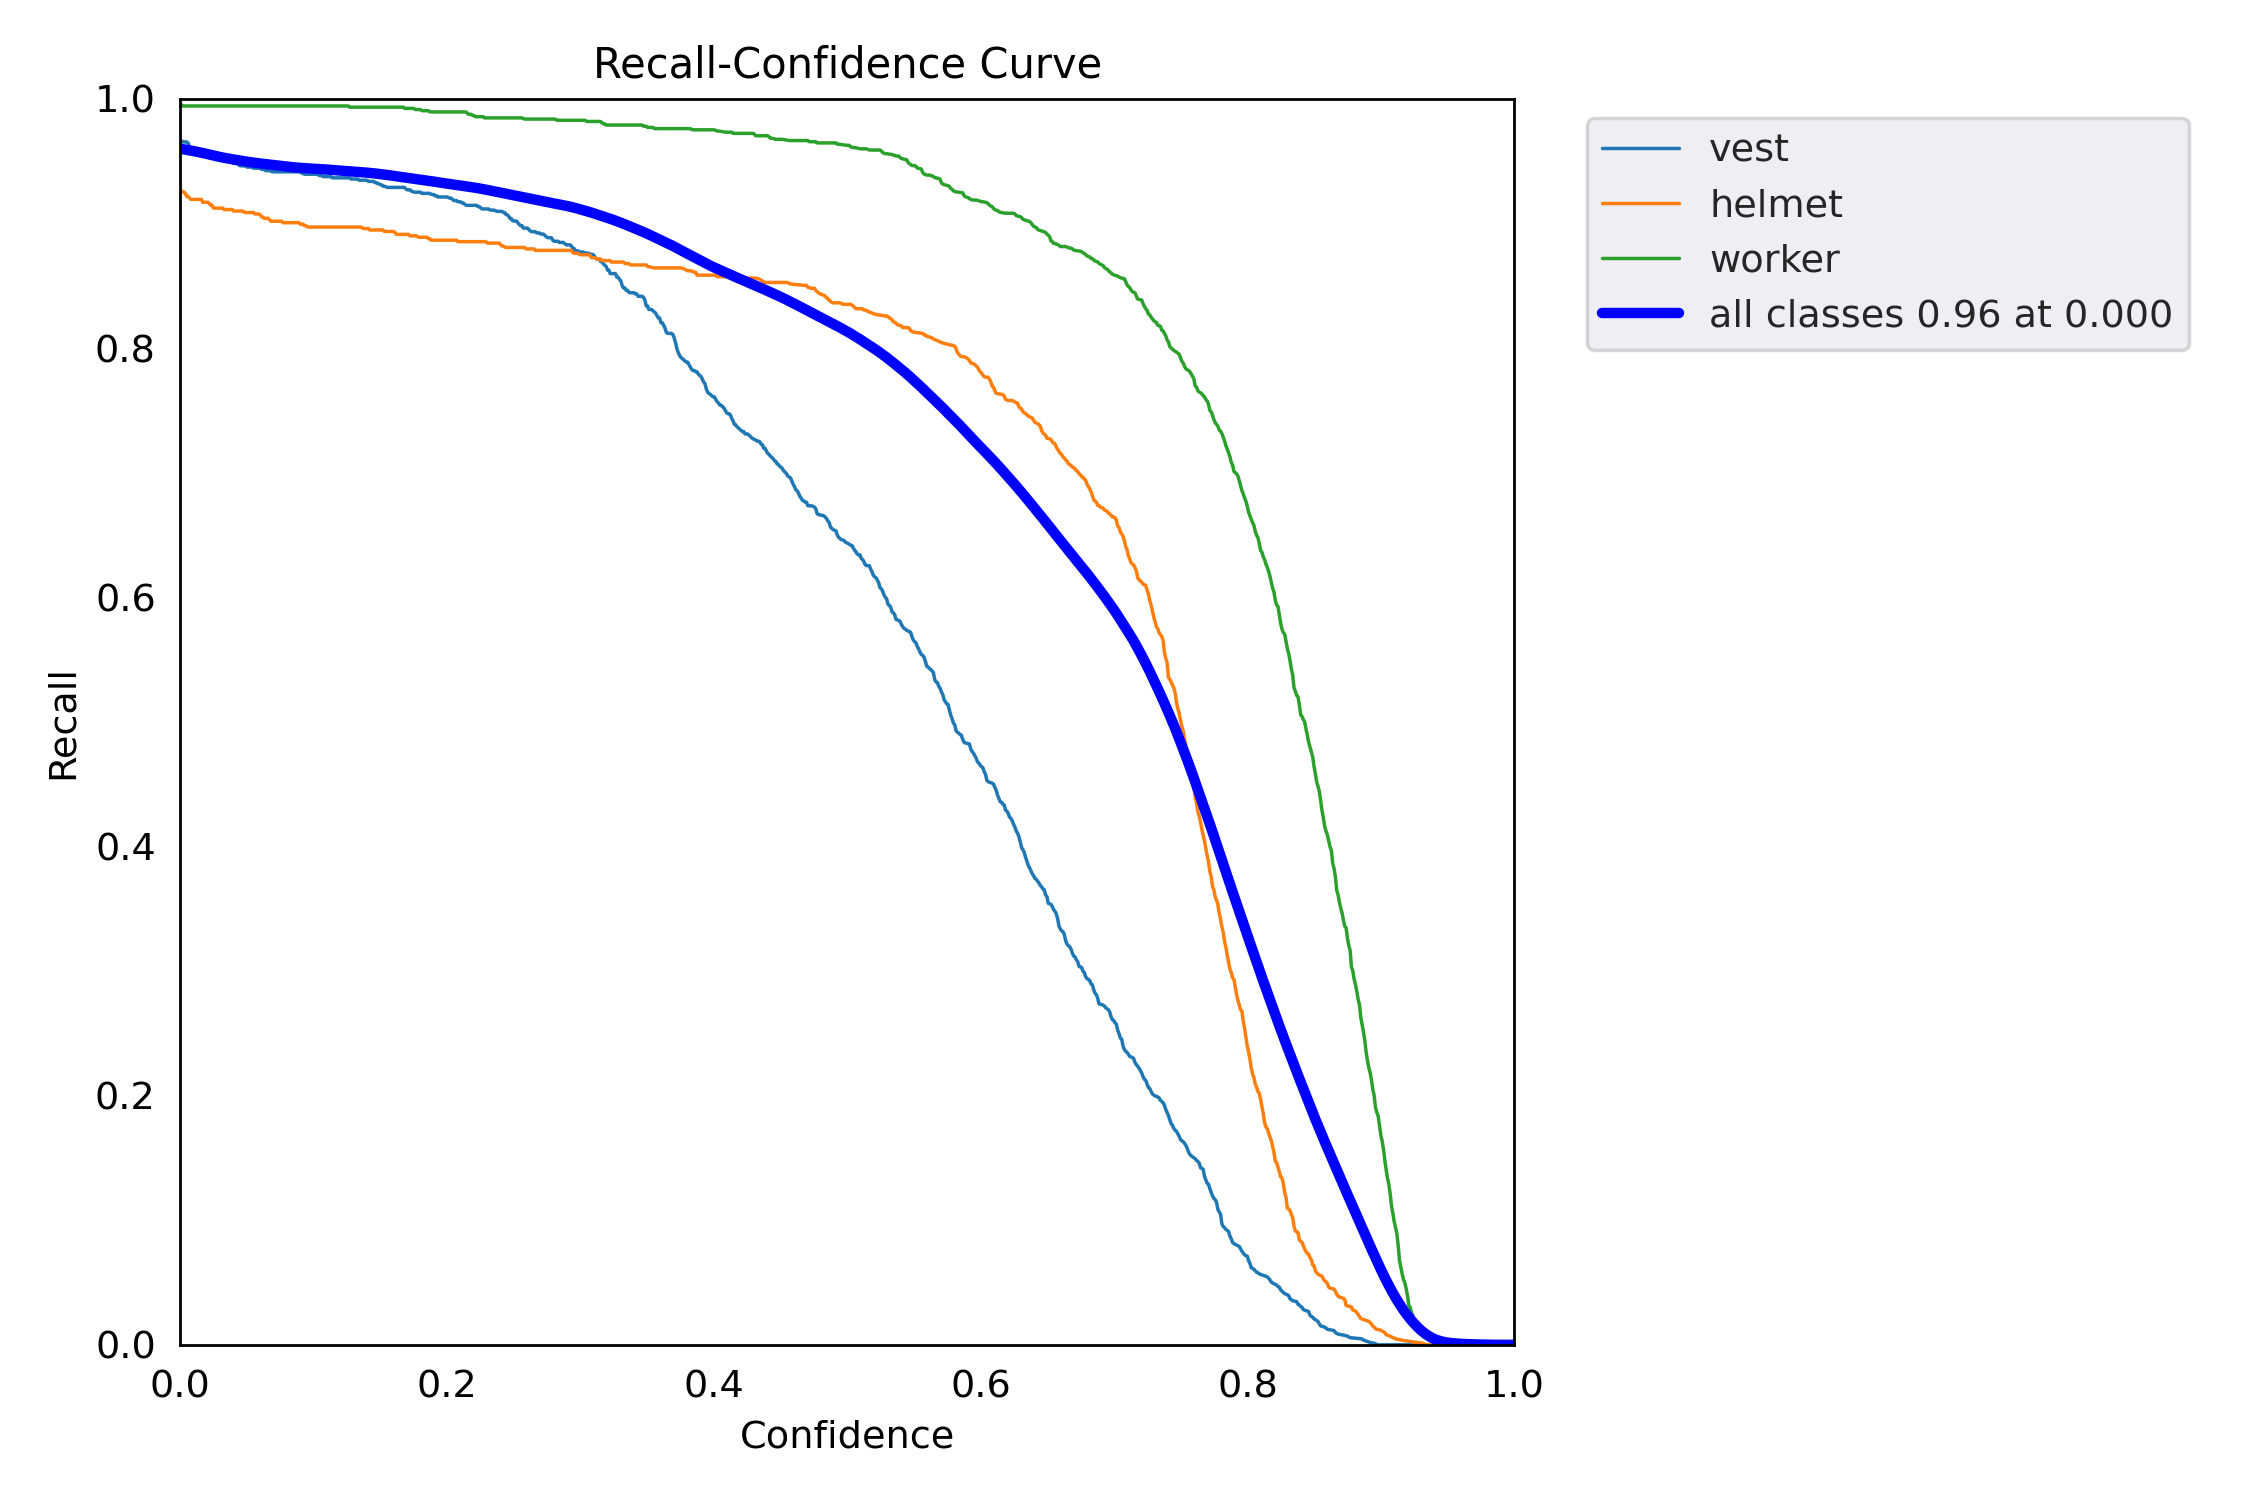 Recall-Confidence Curve
1.0
0.8
0.6
0.4
0.2
0.0
Recall
0.0 0.2 0.4 0.6 0.8 1.0
Confidence
vest
helmet
worker
all classes 0.96 at 0.000